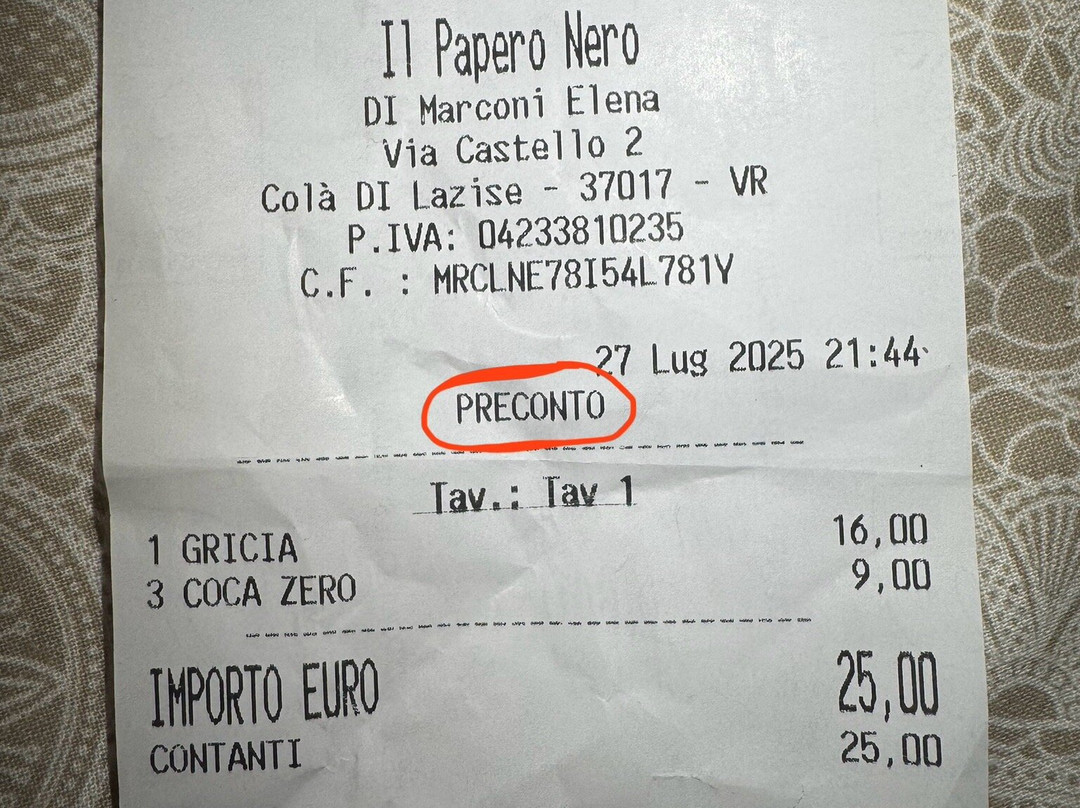 Il Papero Nero
DI Marconi Elena
Via Castello 2
Colà DI Lazise - 37017 - VR
P.IVA: 04233810235
C.F. : MRCLNE78I54L781Y
27 Lug 2025 21:44
PRECONTO
Tav.: Tav 1
1 GRICIA 16,00
3 COCA ZERO 9,00
IMPORTO EURO 25,00
CONTANTI 25,00